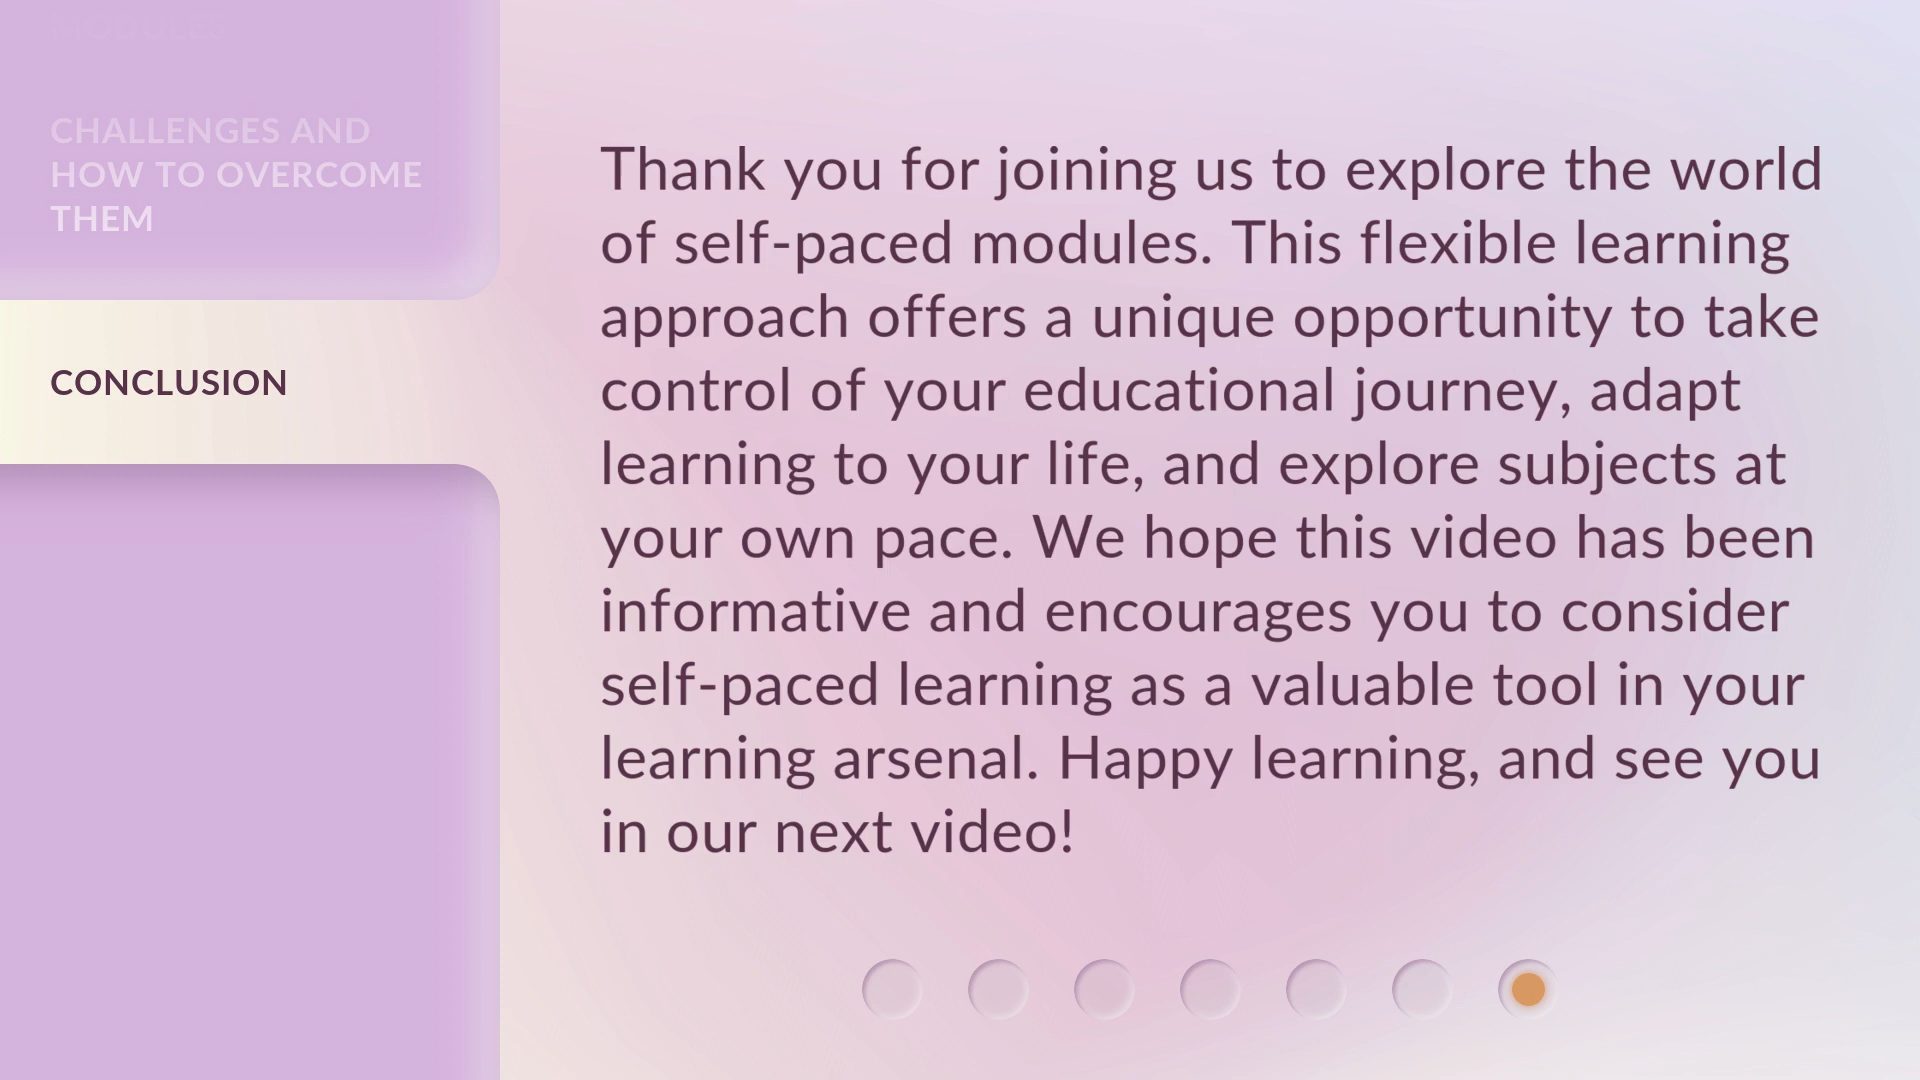 MODULES
CHALLENGES AND
HOW TO OVERCOME
THEM
CONCLUSION
Thank you for joining us to explore the world
of self-paced modules. This flexible learning
approach offers a unique opportunity to take
control of your educational journey, adapt
learning to your life, and explore subjects at
your own pace. We hope this video has been
informative and encourages you to consider
self-paced learning as a valuable tool in your
learning arsenal. Happy learning, and see you
in our next video!